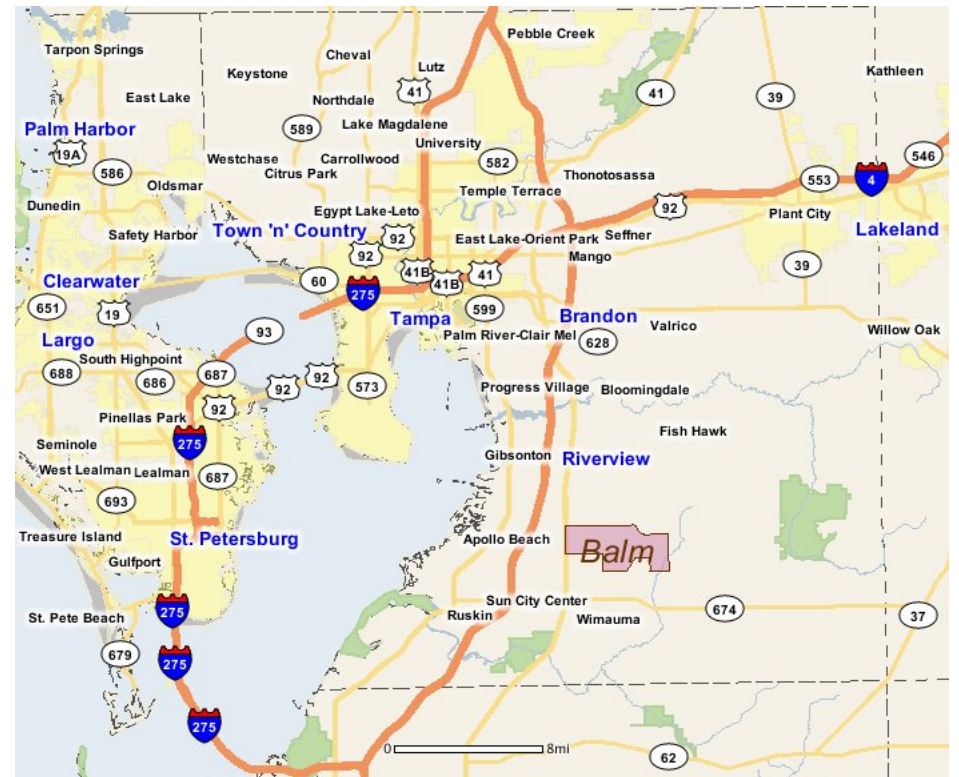 Pebble Creek
Tarpon Springs
Cheval
Keystone
Lutz
Kathleen
41
41
39
East Lake
Northdale
Palm Harbor
589
Lake Magdalene
University
19A
546
586
Westchase
Carrollwood
582
Citrus Park
Thonotosassa
553
4
Oldsmar
Temple Terrace
Dunedin
92
Egypt Lake-Leto
Plant City
Safety Harbor
Town 'n' Country
92
East Lake-Orient Park
Seffner
Lakeland
92
Mango
39
41B
41
Clearwater
60
275
41B
651
19
599
Tampa
Brandon
Valrico
93
Willow Oak
Largo
Palm River-Clair Mel
628
South Highpoint
688
686
687
92
92
573
Progress Village
Bloomingdale
92
Pinellas Park
Fish Hawk
275
Seminole
Gibsonton
Riverview
West Lealman
Lealman
687
693
Treasure Island
St. Petersburg
Apollo Beach
Balm
Gulfport
Sun City Center
275
674
St. Pete Beach
Ruskin
Wimauma
37
679
275
275
0
8mi
62